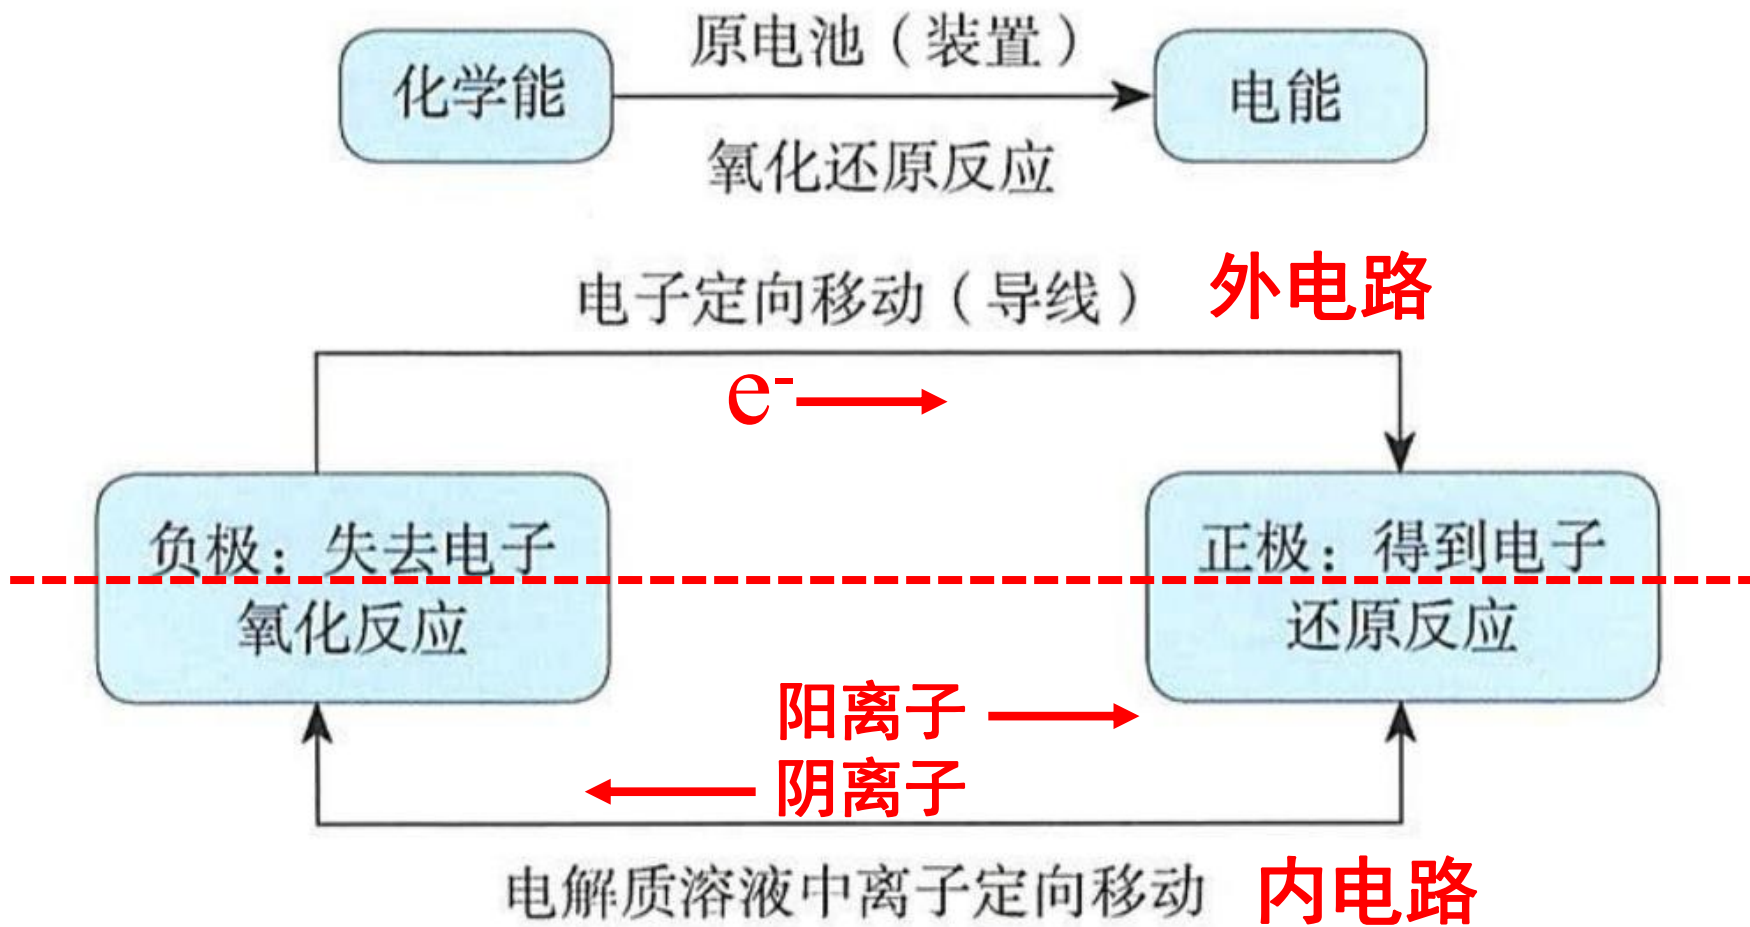 原电池（装置）
化学能
电能
氧化还原反应
电子定向移动（导线）
外电路
e⁻
负极：失去电子
氧化反应
正极：得到电子
还原反应
阳离子
阴离子
电解质溶液中离子定向移动
内电路